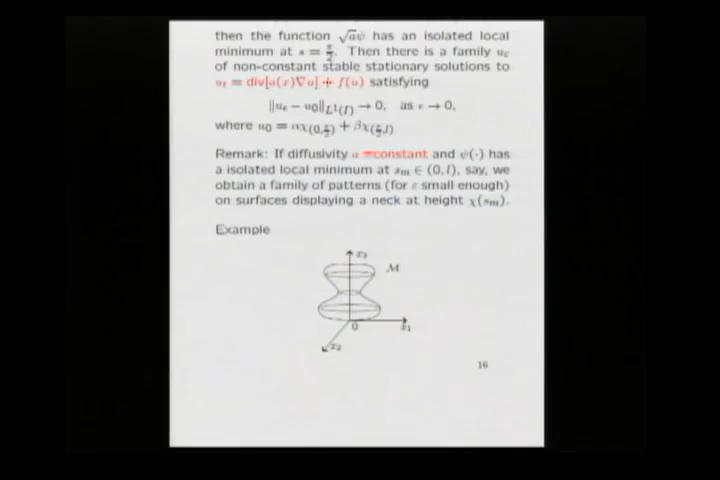 then the function √aψ has an isolated local
minimum at s = π/2. Then there is a family u_ε
of non-constant stable stationary solutions to
u_t = div[a(x)∇u] + f(u) satisfying
‖u_ε − u_0‖_{L¹(I)} → 0, as ε → 0,
where u_0 = αχ_{(0,π/2)} + βχ_{(π/2,l)}
Remark: If diffusivity a =constant and ψ(·) has
a isolated local minimum at s_m ∈ (0, l), say, we
obtain a family of patterns (for ε small enough)
on surfaces displaying a neck at height χ(s_m).
Example
x_3
M
0
x_1
x_2
16